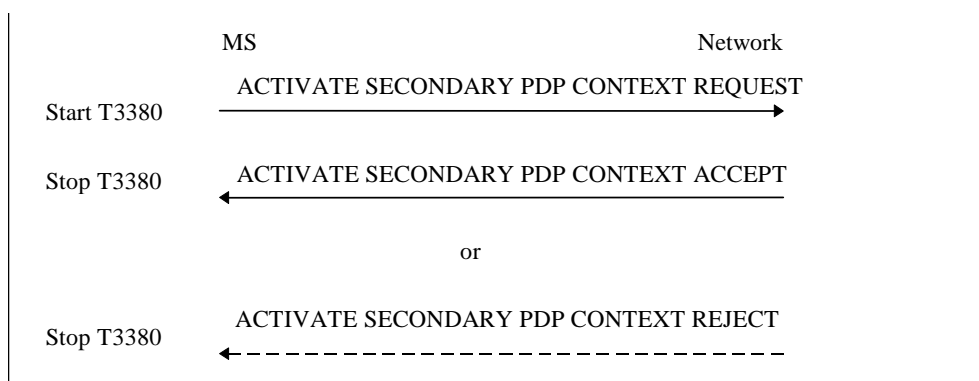 MS Network
ACTIVATE SECONDARY PDP CONTEXT REQUEST
Start T3380
ACTIVATE SECONDARY PDP CONTEXT ACCEPT
Stop T3380
or
ACTIVATE SECONDARY PDP CONTEXT REJECT
Stop T3380